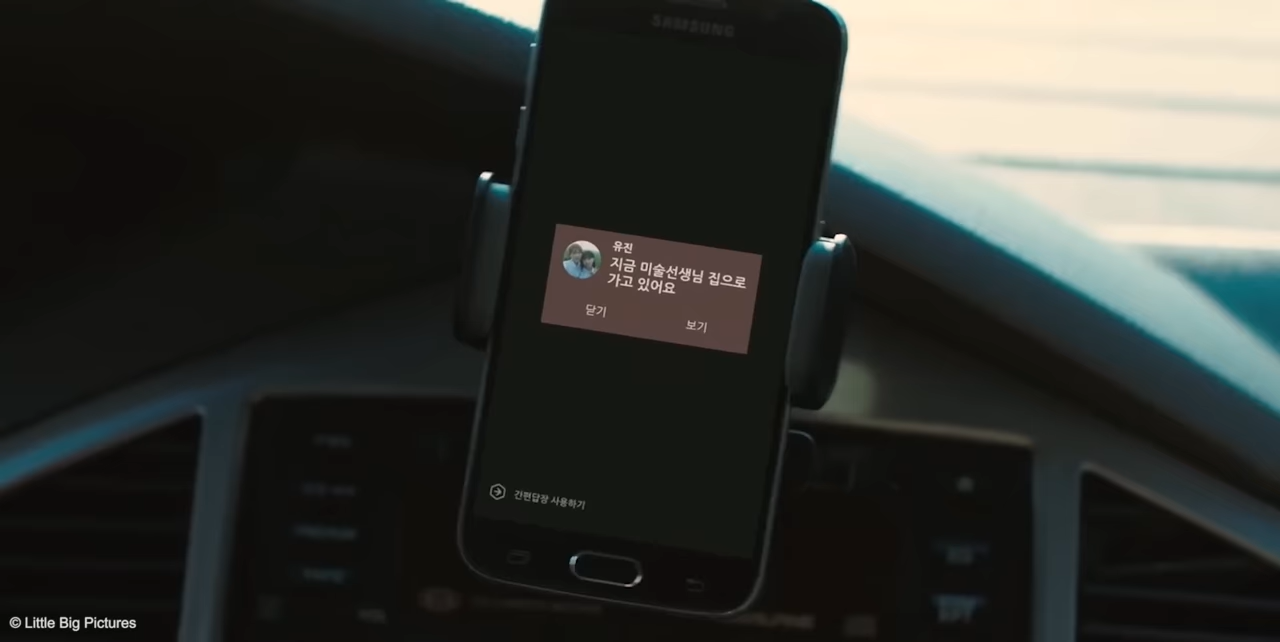 SAMSUNG
유진
지금 미술선생님 집으로
가고 있어요
닫기
보기
간편답장 사용하기
© Little Big Pictures